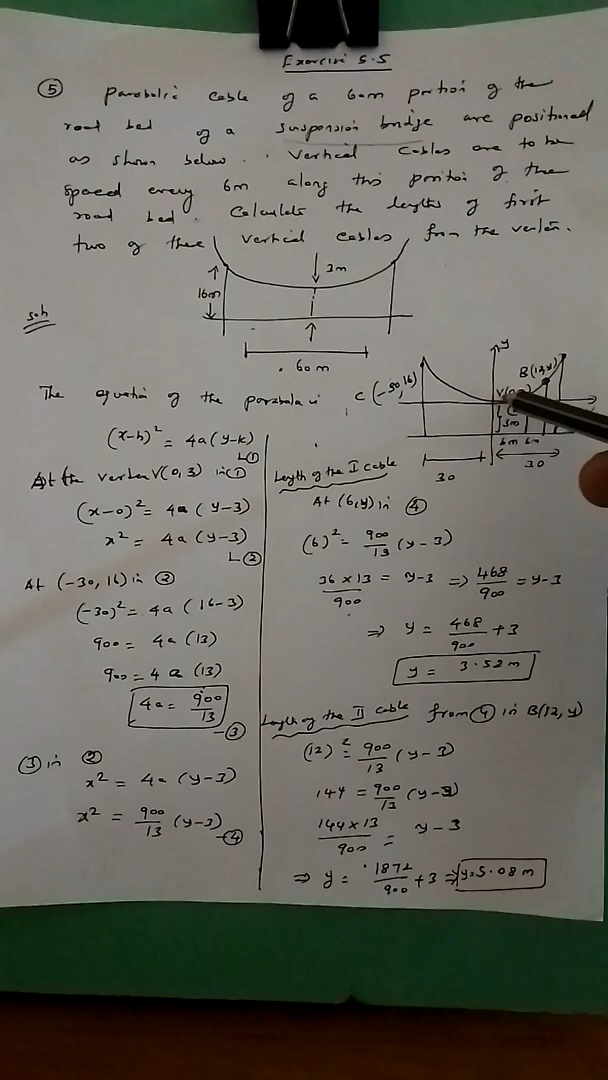 Exercise 5.5
⑤ Parabolic cable of a 60m portion of the
road bed of a suspension bridge are positioned
as shown below. Vertical cables are to be
spaced every 6m along this portion of the
road bed. Calculate the lengths of first
two of these vertical cables from the vertex.
16m
3m
60m
Soln
y
B(12,y)
C(-30,16)
3m
6m 6m
30
30
The equation of the parabola is
(x-h)² = 4a(y-k)
①
At the vertex V(0,3) in ①
(x-0)² = 4a(y-3)
x² = 4a(y-3)
②
At (-30,16) in ②
(-30)² = 4a(16-3)
900 = 4a(13)
900 = 4a(13)
4a = 900/13
③
③ in ②
x² = 4a(y-3)
x² = 900/13 (y-3)
④
Length of the I cable
At (6,y) in ④
(6)² = 900/13 (y-3)
36×13/900 = y-3 ⇒ 468/900 = y-3
⇒ y = 468/900 + 3
y = 3.52m
Length of the II cable from ④ in B(12,y)
(12)² = 900/13 (y-3)
144 = 900/13 (y-3)
144×13/900 = y-3
⇒ y = 1872/900 + 3 ⇒ y=5.08m